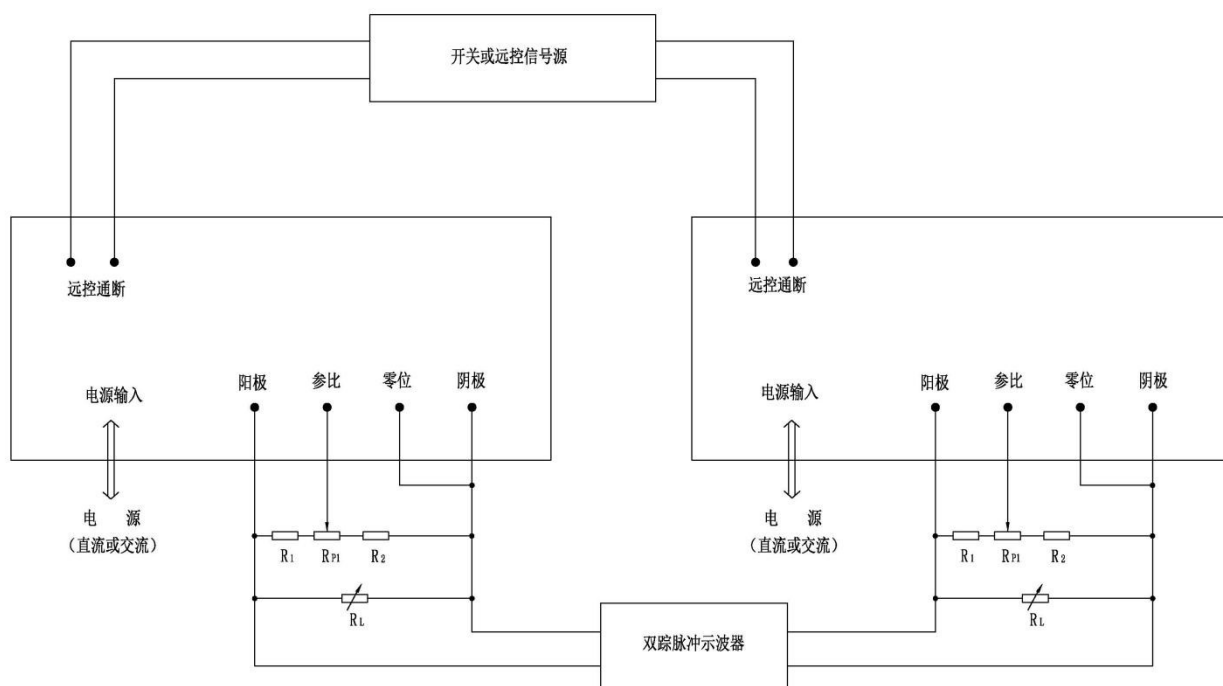 开关或远控信号源
远控通断
远控通断
阳极 参比 零位 阴极
阳极 参比 零位 阴极
电源输入
电源输入
电 源
(直流或交流)
电 源
(直流或交流)
R1 RP1 R2
R1 RP1 R2
RL
RL
双踪脉冲示波器